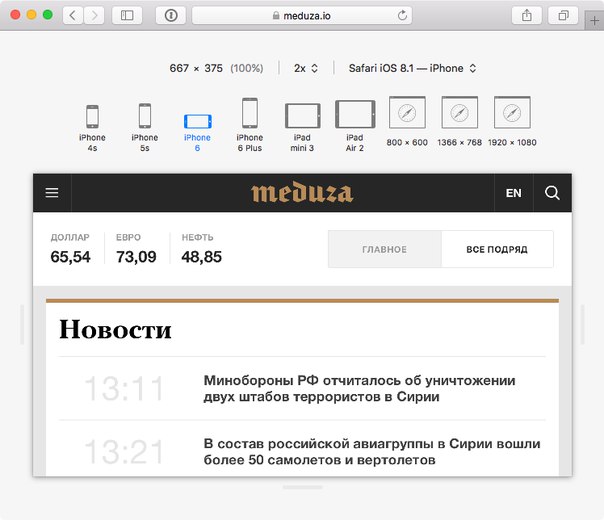 meduza.io
667 × 375 (100%) 2x Safari iOS 8.1 — iPhone
iPhone 4s
iPhone 5s
iPhone 6
iPhone 6 Plus
iPad mini 3
iPad Air 2
800 × 600
1366 × 768
1920 × 1080
meduza
EN
ДОЛЛАР ЕВРО НЕФТЬ
65,54 73,09 48,85
ГЛАВНОЕ ВСЕ ПОДРЯД
Новости
13:11
Минобороны РФ отчиталось об уничтожении
двух штабов террористов в Сирии
13:21
В состав российской авиагруппы в Сирии вошли
более 50 самолетов и вертолетов